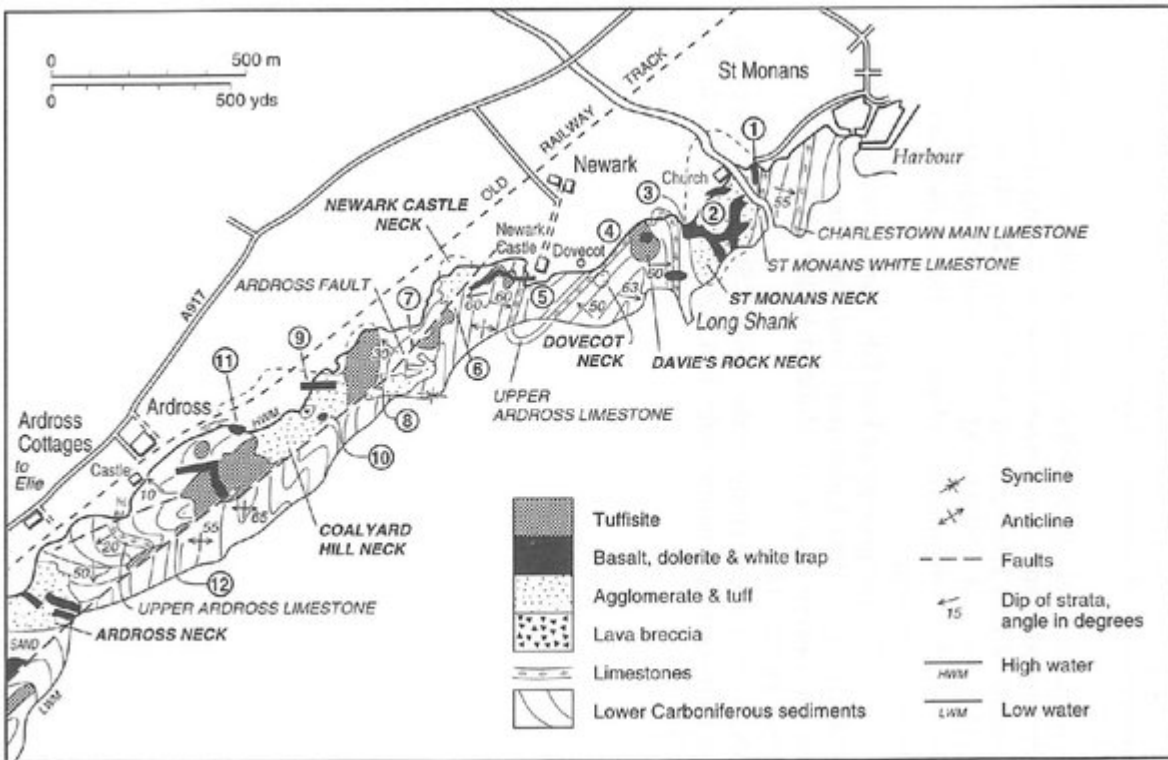 0 500 m
0 500 yds
St Monans
Harbour
TRACK
RAILWAY
OLD
Newark
1
Church
3
2
55
CHARLESTOWN MAIN LIMESTONE
ST MONANS WHITE LIMESTONE
ST MONANS NECK
NEWARK CASTLE
NECK
Newark
Castle
Dovecot
4
60
Long Shank
ARDROSS FAULT
A917
7
60
60
5
50
63
DOVECOT
NECK
DAVIE'S ROCK NECK
9
30
6
UPPER
ARDROSS LIMESTONE
8
11
HWM
10
Ardross
Ardross
Cottages
to
Elie
Castle
10
COALYARD
HILL NECK
65
55
20
50
12
UPPER ARDROSS LIMESTONE
ARDROSS NECK
SAND
LWM
Tuffisite
Basalt, dolerite & white trap
Agglomerate & tuff
Lava breccia
Limestones
Lower Carboniferous sediments
Syncline
Anticline
Faults
Dip of strata,
angle in degrees
15
High water
HWM
Low water
LWM